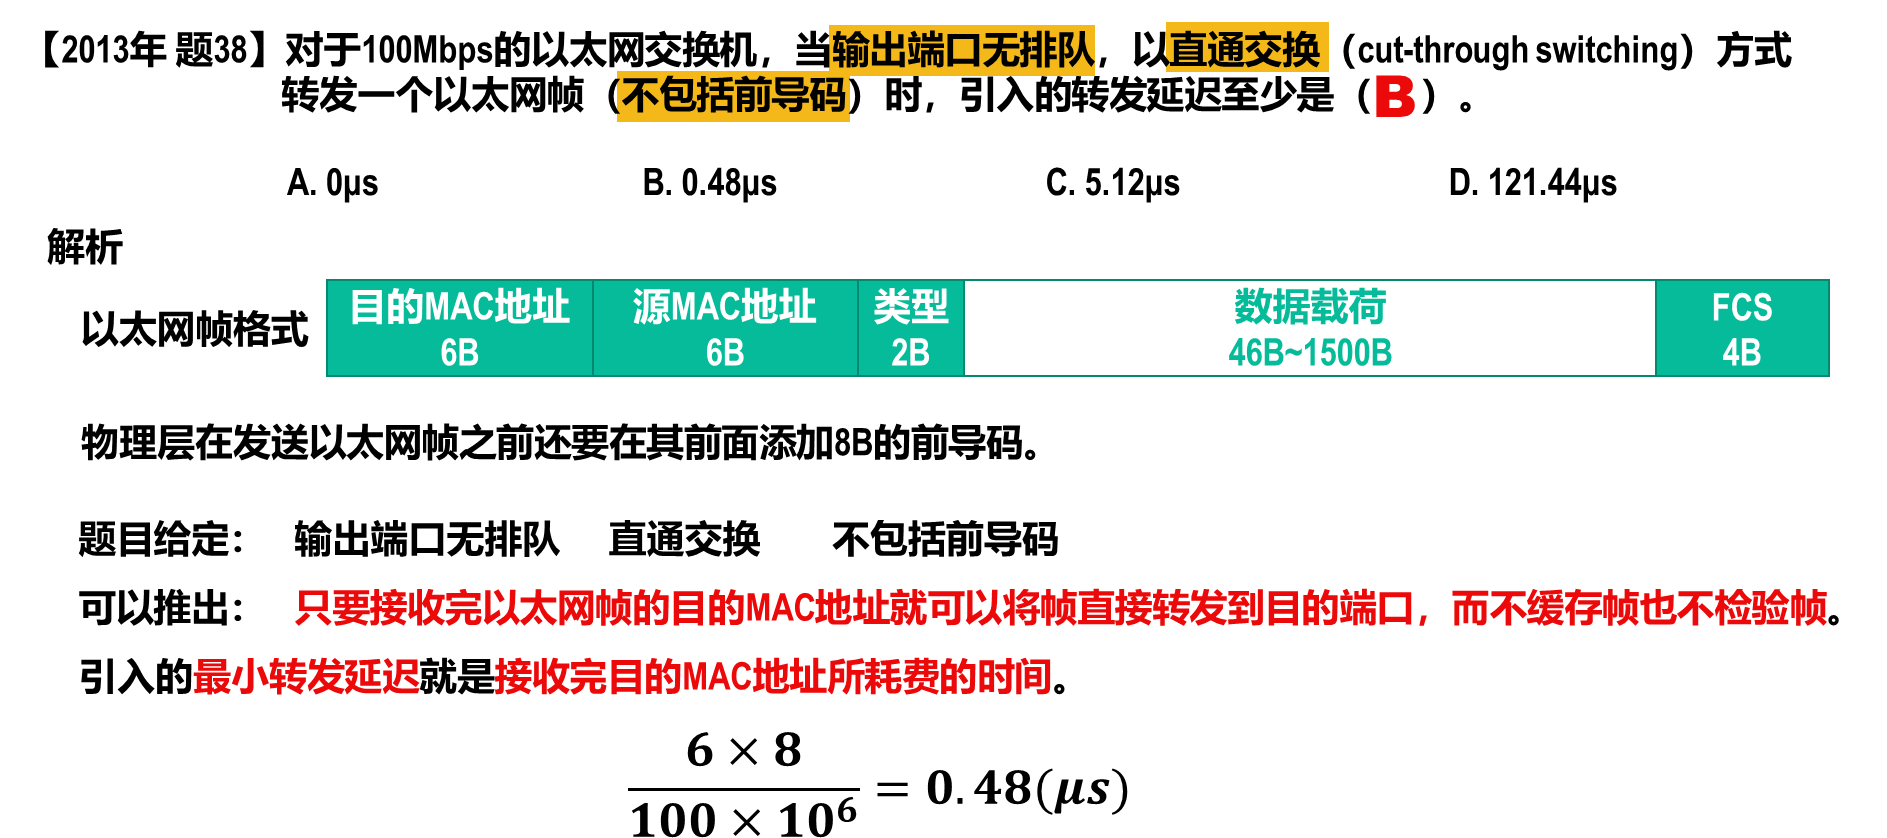 【2013年 题38】对于100Mbps的以太网交换机，当输出端口无排队，以直通交换（cut-through switching）方式
转发一个以太网帧（不包括前导码）时，引入的转发延迟至少是（B）。
A. 0μs B. 0.48μs C. 5.12μs D. 121.44μs
解析
以太网帧格式
目的MAC地址 源MAC地址 类型 数据载荷 FCS
6B 6B 2B 46B~1500B 4B
物理层在发送以太网帧之前还要在其前面添加8B的前导码。
题目给定： 输出端口无排队 直通交换 不包括前导码
可以推出： 只要接收完以太网帧的目的MAC地址就可以将帧直接转发到目的端口，而不缓存帧也不检验帧。
引入的最小转发延迟就是接收完目的MAC地址所耗费的时间。
6 × 8
100 × 10⁶ = 0.48(μs)